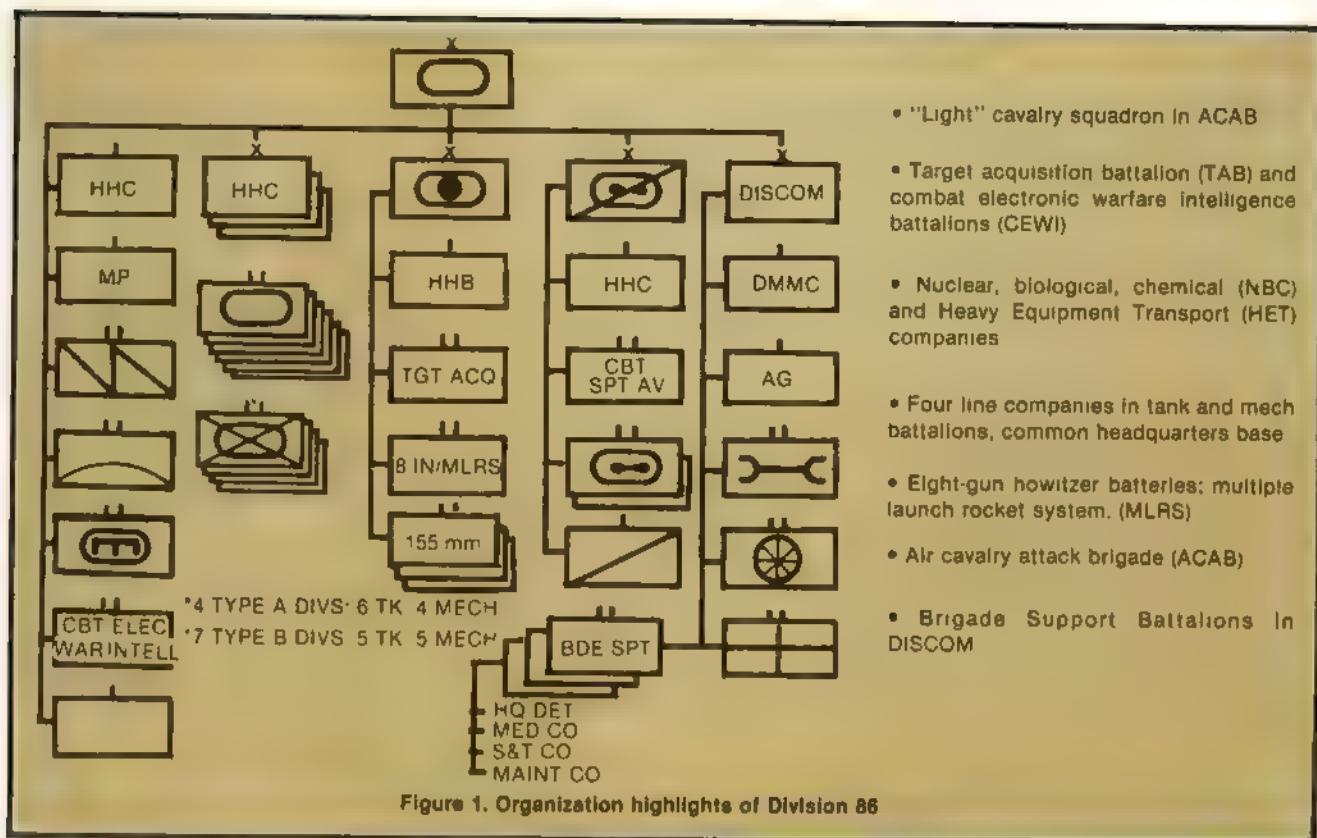 HHC
HHC
DISCOM
MP
HHB
HHC
DMMC
TGT ACQ
CBT
SPT AV
AG
8 IN/MLRS
155 mm
CBT ELEC
WARINTELL
*4 TYPE A DIVS: 6 TK 4 MECH
*7 TYPE B DIVS 5 TK 5 MECH
BDE SPT
HQ DET
MED CO
S&T CO
MAINT CO
• "Light" cavalry squadron in ACAB
• Target acquisition battalion (TAB) and
combat electronic warfare intelligence
battalions (CEWI)
• Nuclear, biological, chemical (NBC)
and Heavy Equipment Transport (HET)
companies
• Four line companies in tank and mech
battalions, common headquarters base
• Eight-gun howitzer batteries; multiple
launch rocket system. (MLRS)
• Air cavalry attack brigade (ACAB)
• Brigade Support Battalions in
DISCOM
Figure 1. Organization highlights of Division 86